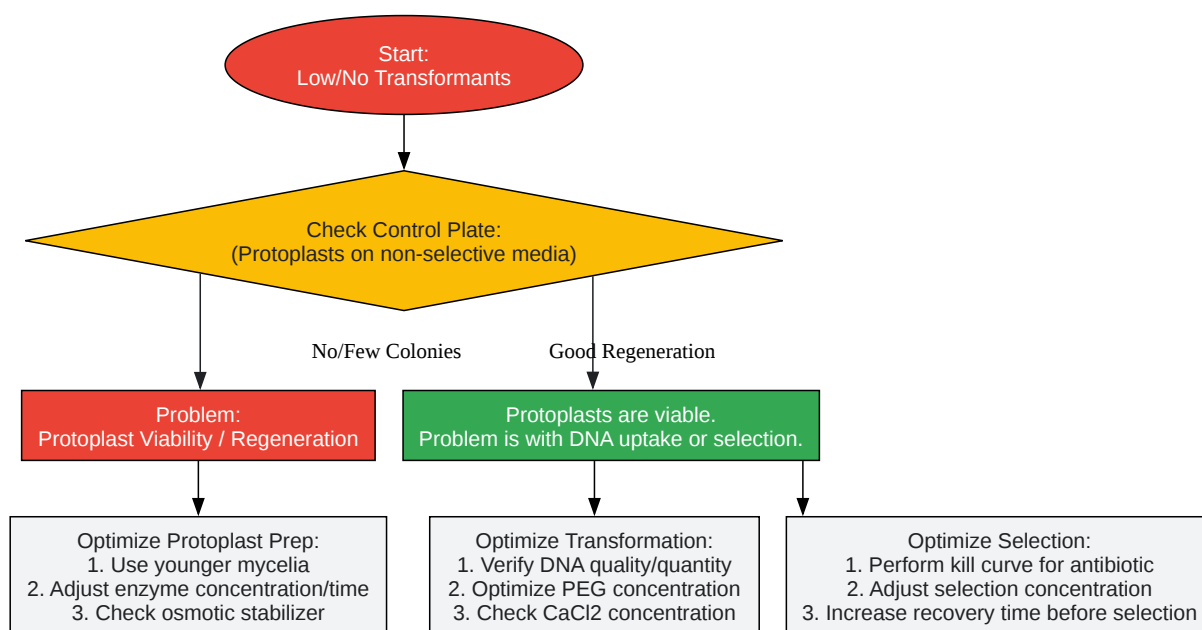 Start:
Low/No Transformants
Check Control Plate:
(Protoplasts on non-selective media)
No/Few Colonies
Good Regeneration
Problem:
Protoplast Viability / Regeneration
Protoplasts are viable.
Problem is with DNA uptake or selection.
Optimize Protoplast Prep:
1. Use younger mycelia
2. Adjust enzyme concentration/time
3. Check osmotic stabilizer
Optimize Transformation:
1. Verify DNA quality/quantity
2. Optimize PEG concentration
3. Check CaCl2 concentration
Optimize Selection:
1. Perform kill curve for antibiotic
2. Adjust selection concentration
3. Increase recovery time before selection